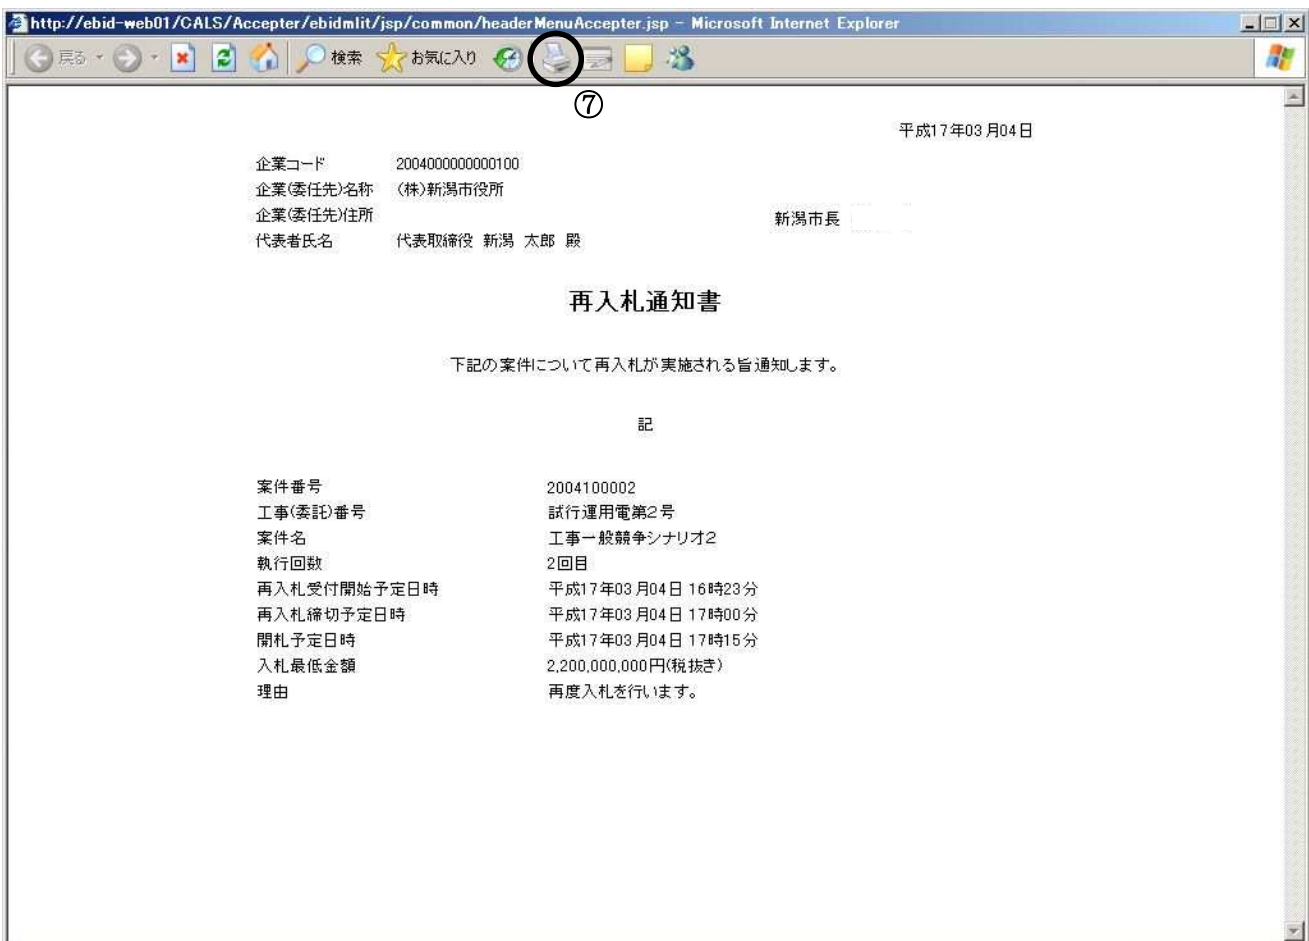 http://ebid-web01/CALS/Accepter/ebidmlit/jsp/common/headerMenuAccepter.jsp - Microsoft Internet Explorer
戻る 検索 お気に入り
⑦
平成17年03月04日
企業コード 2004000000000100
企業(委任先)名称 (株)新潟市役所
企業(委任先)住所
新潟市長
代表者氏名 代表取締役 新潟 太郎 殿
再入札通知書
下記の案件について再入札が実施される旨通知します。
記
案件番号 2004100002
工事(委託)番号 試行運用電第2号
案件名 工事一般競争シナリオ2
執行回数 2回目
再入札受付開始予定日時 平成17年03月04日 16時23分
再入札締切予定日時 平成17年03月04日 17時00分
開札予定日時 平成17年03月04日 17時15分
入札最低金額 2,200,000,000円(税抜き)
理由 再度入札を行います。